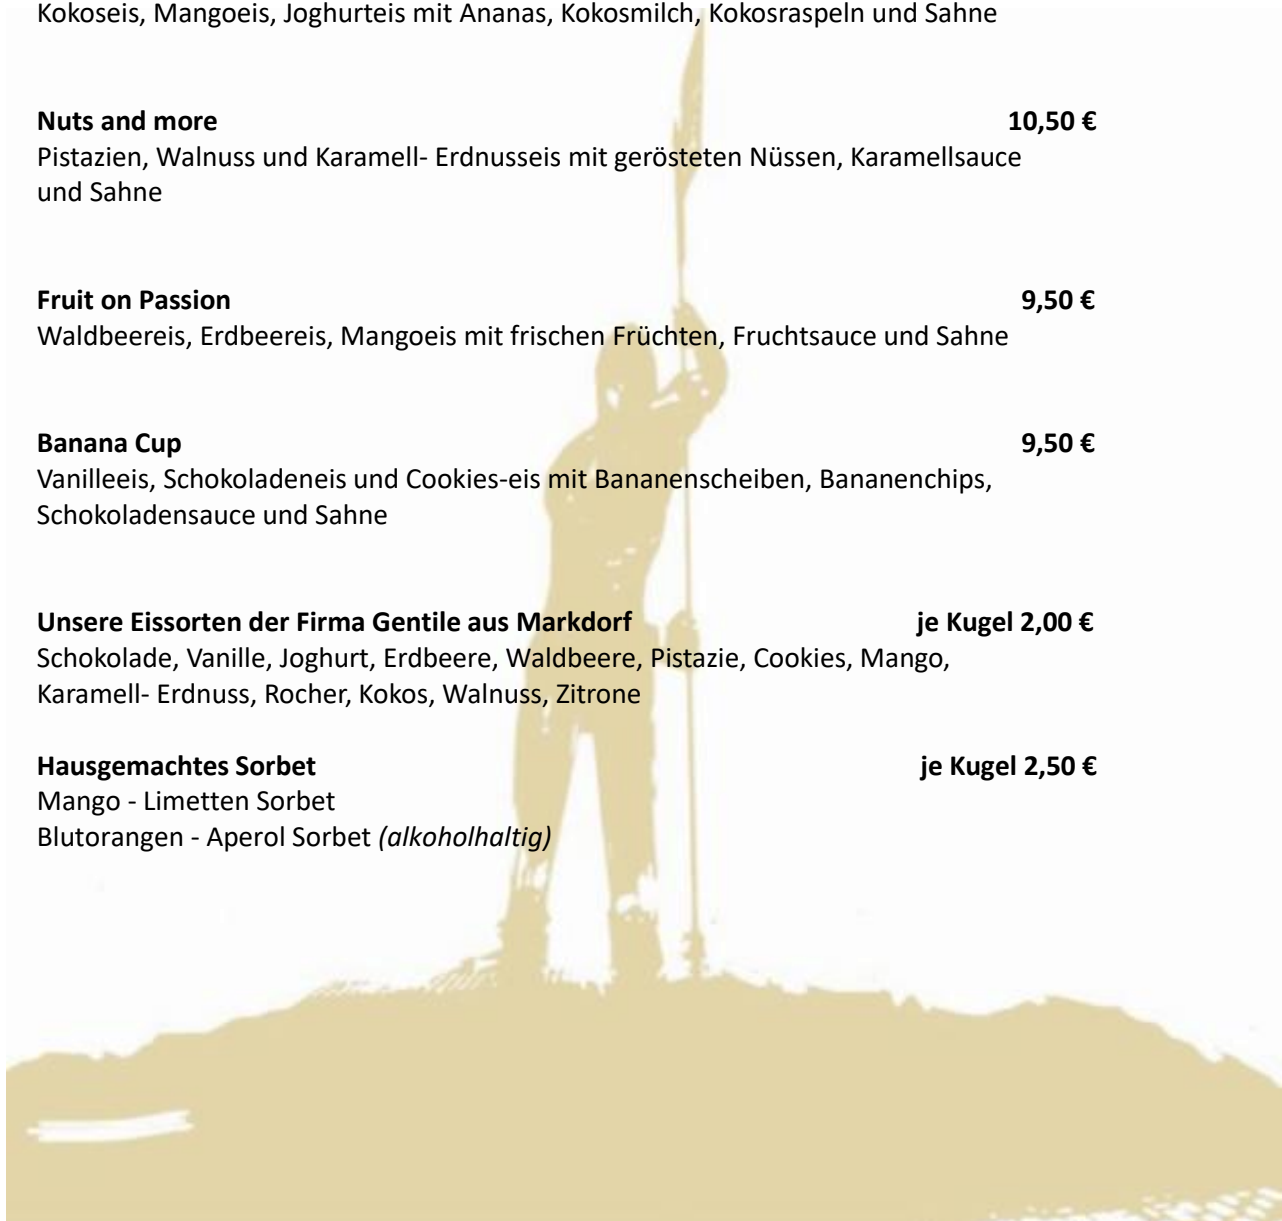 Kokoseis, Mangoeis, Joghurteis mit Ananas, Kokosmilch, Kokosraspeln und Sahne
Nuts and more 10,50 €
Pistazien, Walnuss und Karamell- Erdnusseis mit gerösteten Nüssen, Karamellsauce
und Sahne
Fruit on Passion 9,50 €
Waldbeereis, Erdbeereis, Mangoeis mit frischen Früchten, Fruchtsauce und Sahne
Banana Cup 9,50 €
Vanilleeis, Schokoladeneis und Cookies-eis mit Bananenscheiben, Bananenchips,
Schokoladensauce und Sahne
Unsere Eissorten der Firma Gentile aus Markdorf je Kugel 2,00 €
Schokolade, Vanille, Joghurt, Erdbeere, Waldbeere, Pistazie, Cookies, Mango,
Karamell- Erdnuss, Rocher, Kokos, Walnuss, Zitrone
Hausgemachtes Sorbet je Kugel 2,50 €
Mango - Limetten Sorbet
Blutorangen - Aperol Sorbet (alkoholhaltig)